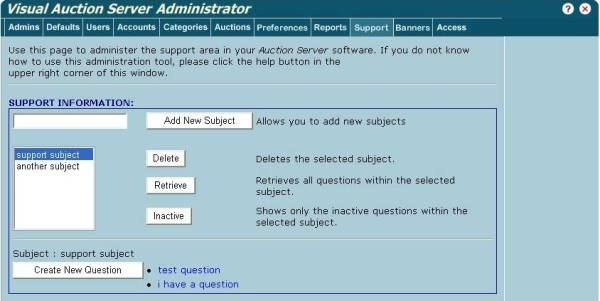 Visual Auction Server Administrator
Admins Defaults Users Accounts Categories Auctions Preferences Reports Support Banners Access
Use this page to administer the support area in your Auction Server software. If you do not know
how to use this administration tool, please click the help button in the
upper right corner of this window.
SUPPORT INFORMATION:
Add New Subject Allows you to add new subjects
support subject
another subject
Delete Deletes the selected subject.
Retrieve Retrieves all questions within the selected
subject.
Inactive Shows only the inactive questions within the
selected subject.
Subject : support subject
Create New Question • test question
• i have a question